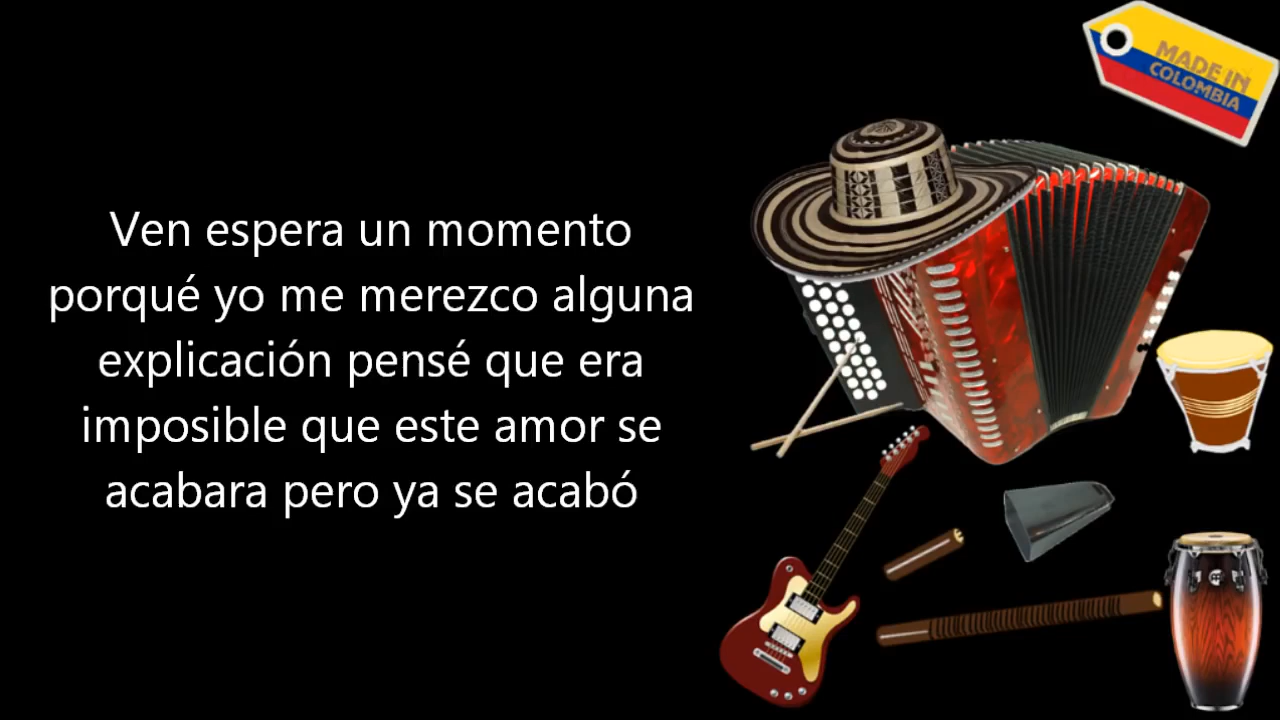 MADE IN
COLOMBIA
Ven espera un momento
porqué yo me merezco alguna
explicación pensé que era
imposible que este amor se
acabara pero ya se acabó